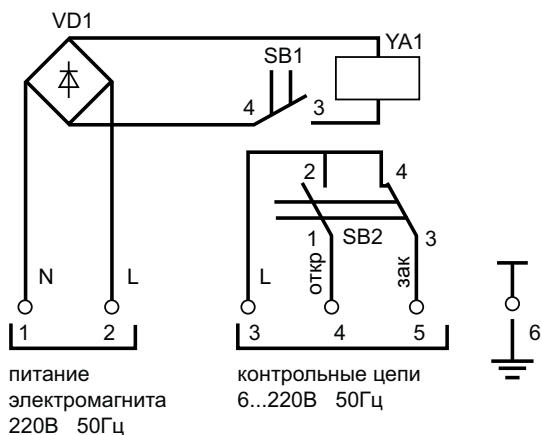 VD1
YA1
SB1
4
3
2
4
1
SB2
3
N
L
L
откр
зак
1
2
3
4
5
6
питание
электромагнита
220В 50Гц
контрольные цепи
6...220В 50Гц